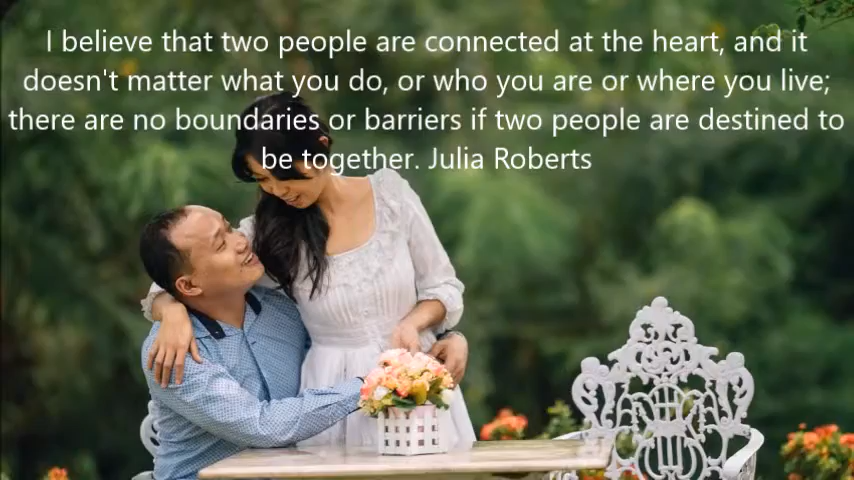 I believe that two people are connected at the heart, and it
doesn't matter what you do, or who you are or where you live;
there are no boundaries or barriers if two people are destined to
be together. Julia Roberts